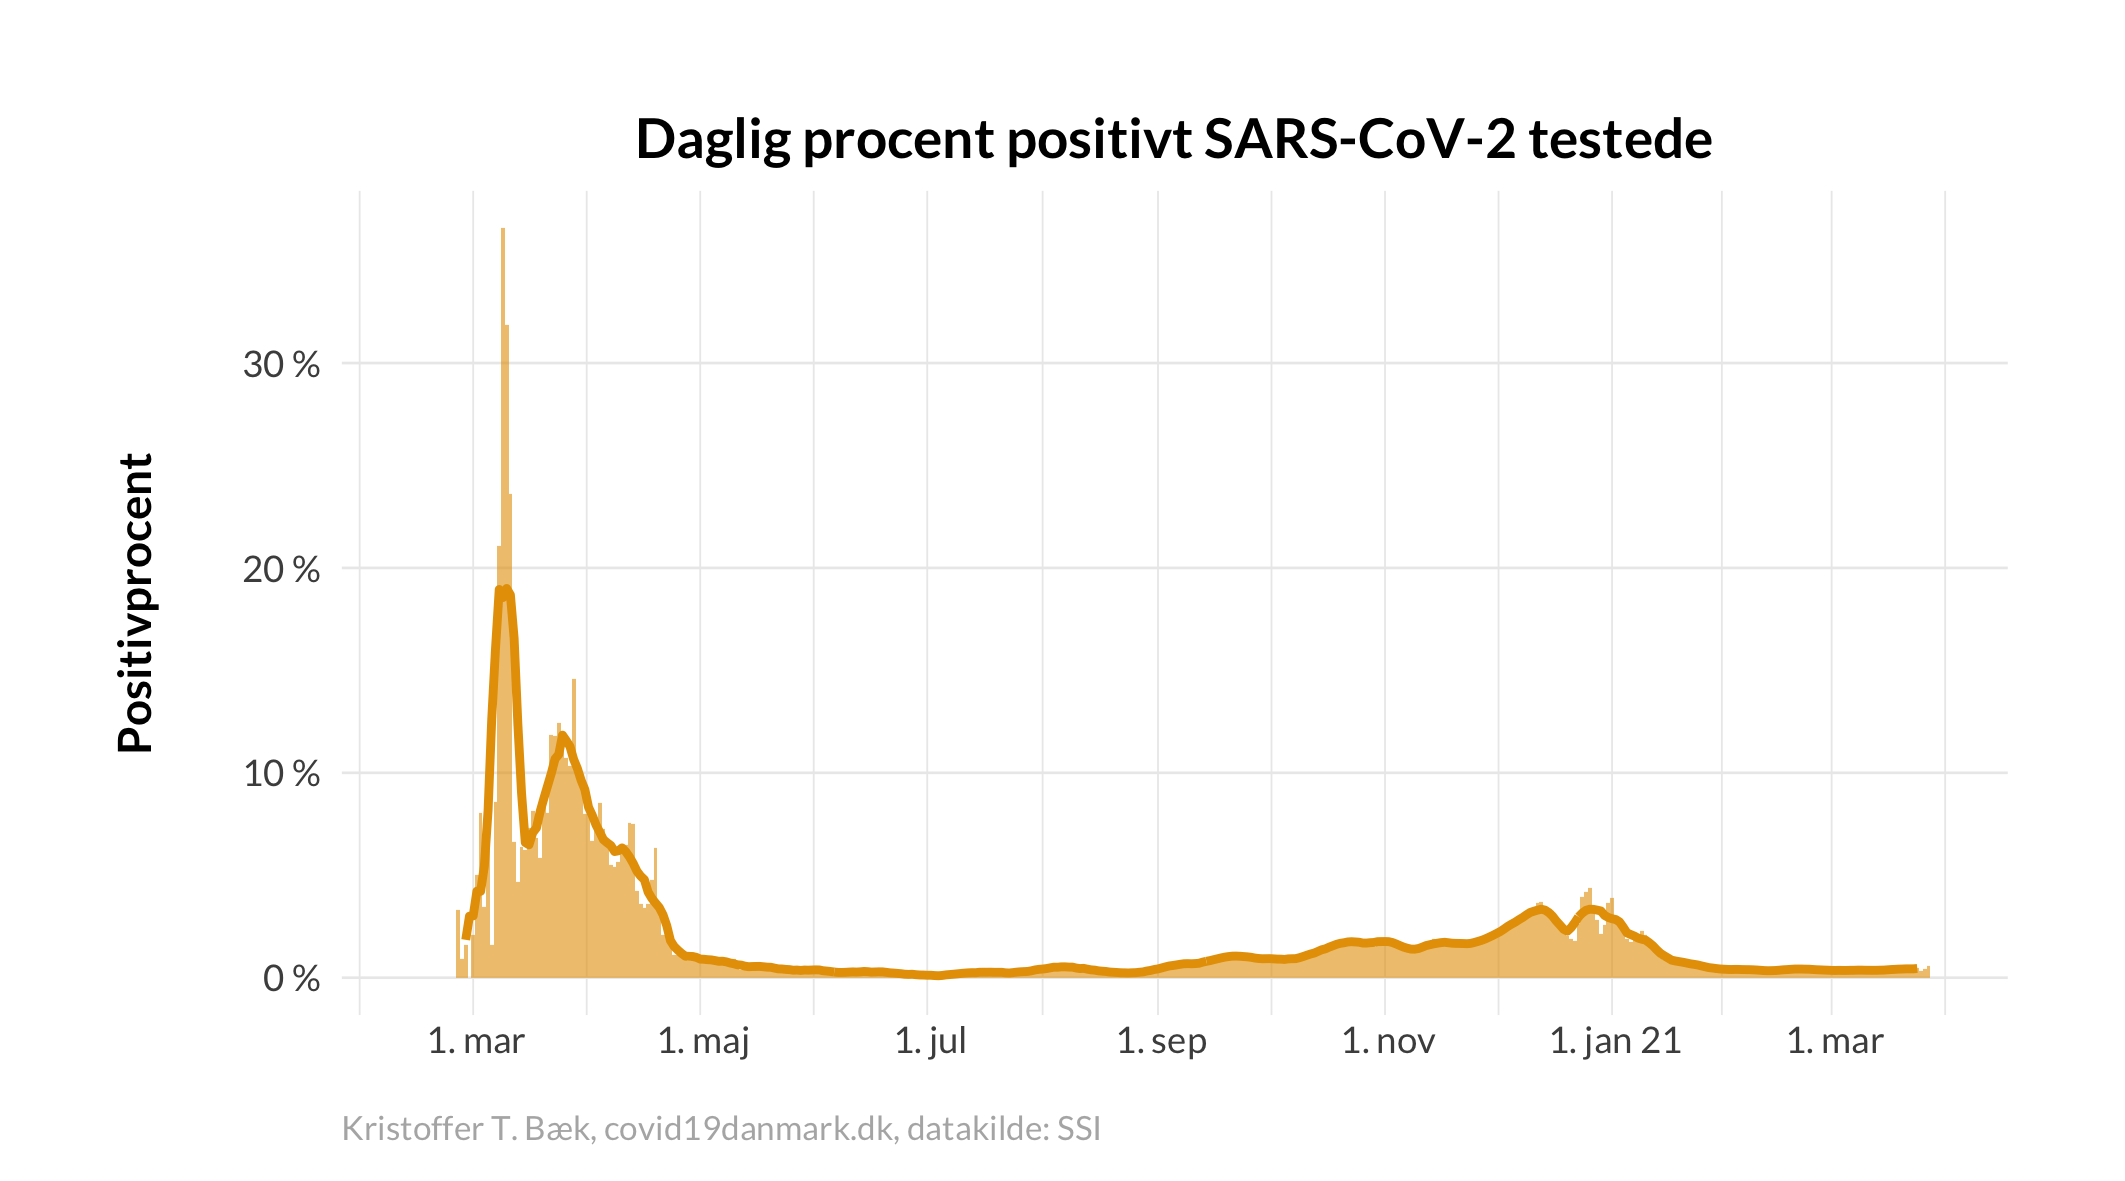 Daglig procent positivt SARS-CoV-2 testede
Positivprocent
30 %
20 %
10 %
0 %
1. mar
1. maj
1. jul
1. sep
1. nov
1. jan 21
1. mar
Kristoffer T. Bæk, covid19danmark.dk, datakilde: SSI